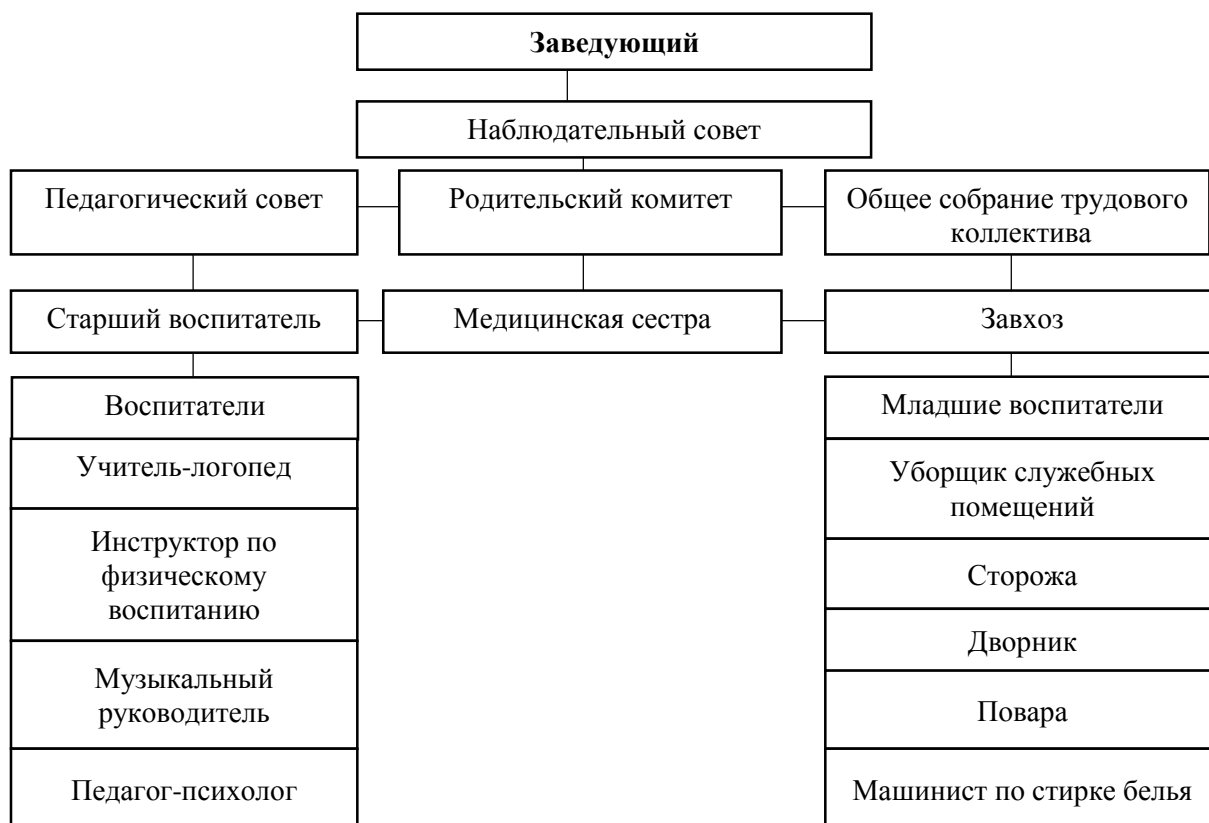 Заведующий
Наблюдательный совет
Педагогический совет
Родительский комитет
Общее собрание трудового
коллектива
Старший воспитатель
Медицинская сестра
Завхоз
Воспитатели
Учитель-логопед
Инструктор по
физическому
воспитанию
Музыкальный
руководитель
Педагог-психолог
Младшие воспитатели
Уборщик служебных
помещений
Сторожа
Дворник
Повара
Машинист по стирке белья